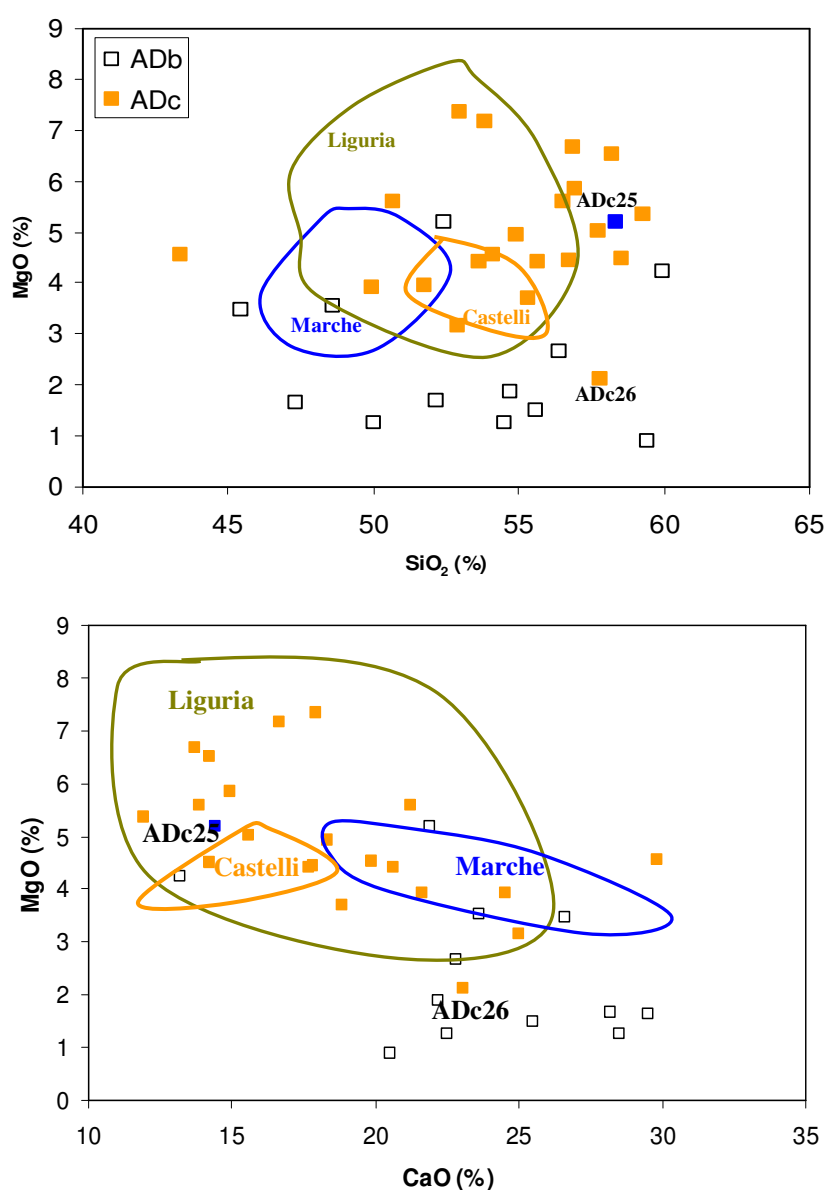 9
ADb
ADc
8
7
Liguria
6
ADc25
5
MgO (%)
4
Castelli
Marche
3
2
ADc26
1
0
40 45 50 55 60 65
SiO2 (%)
9
8
Liguria
7
6
ADc25
5
MgO (%)
Castelli
Marche
4
3
2
ADc26
1
0
10 15 20 25 30 35
CaO (%)